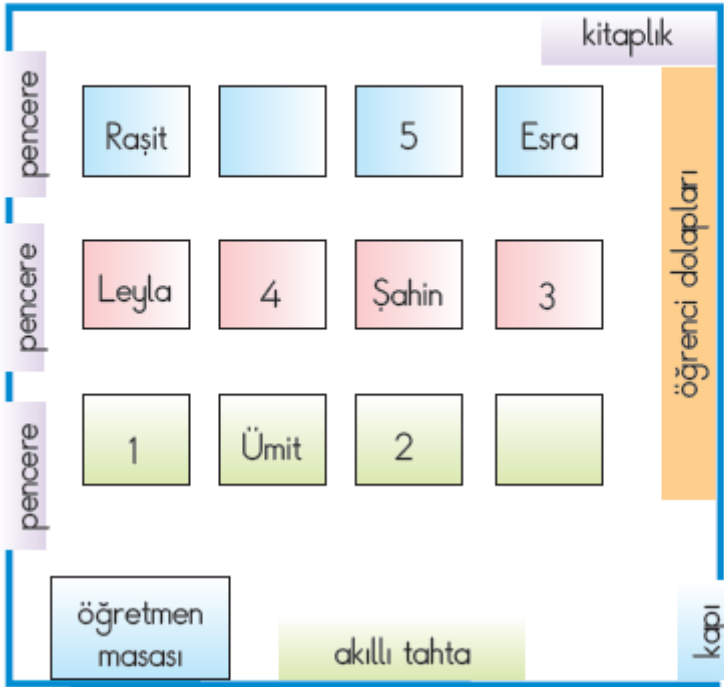 kitaplık
pencere
Raşit
5
Esra
öğrenci dolapları
pencere
Leyla
4
Şahin
3
pencere
1
Ümit
2
öğretmen
masası
akıllı tahta
kapı